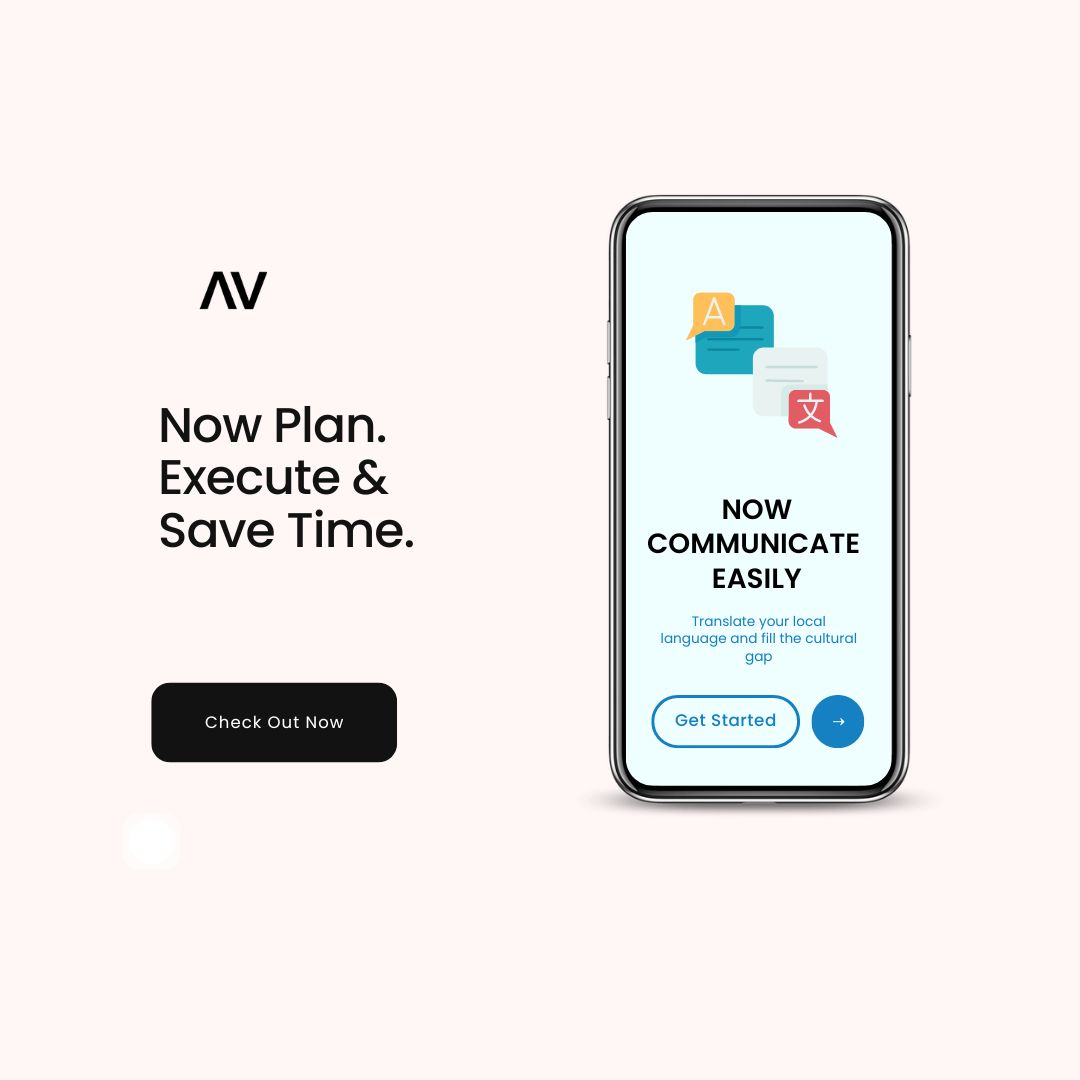 AV
Now Plan.
Execute &
Save Time.
Check Out Now
A
文
NOW
COMMUNICATE
EASILY
Translate your local
language and fill the cultural
gap
Get Started →